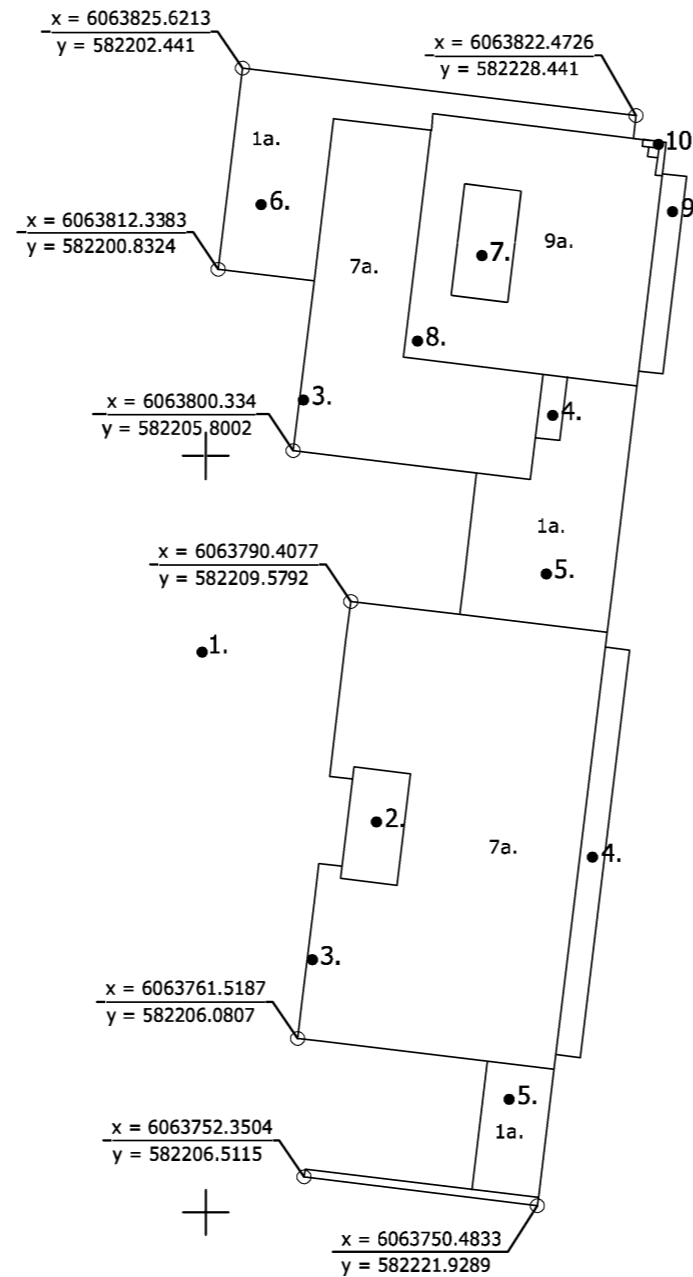 x = 6063825.6213
y = 582202.441
x = 6063822.4726
y = 582228.441
1a.
10
6.
9
x = 6063812.3383
y = 582200.8324
9a.
7.
7a.
8.
x = 6063800.334
y = 582205.8002
3.
4.
1a.
5.
x = 6063790.4077
y = 582209.5792
1.
2.
7a.
4.
3.
x = 6063761.5187
y = 582206.0807
5.
1a.
x = 6063752.3504
y = 582206.5115
x = 6063750.4833
y = 582221.9289